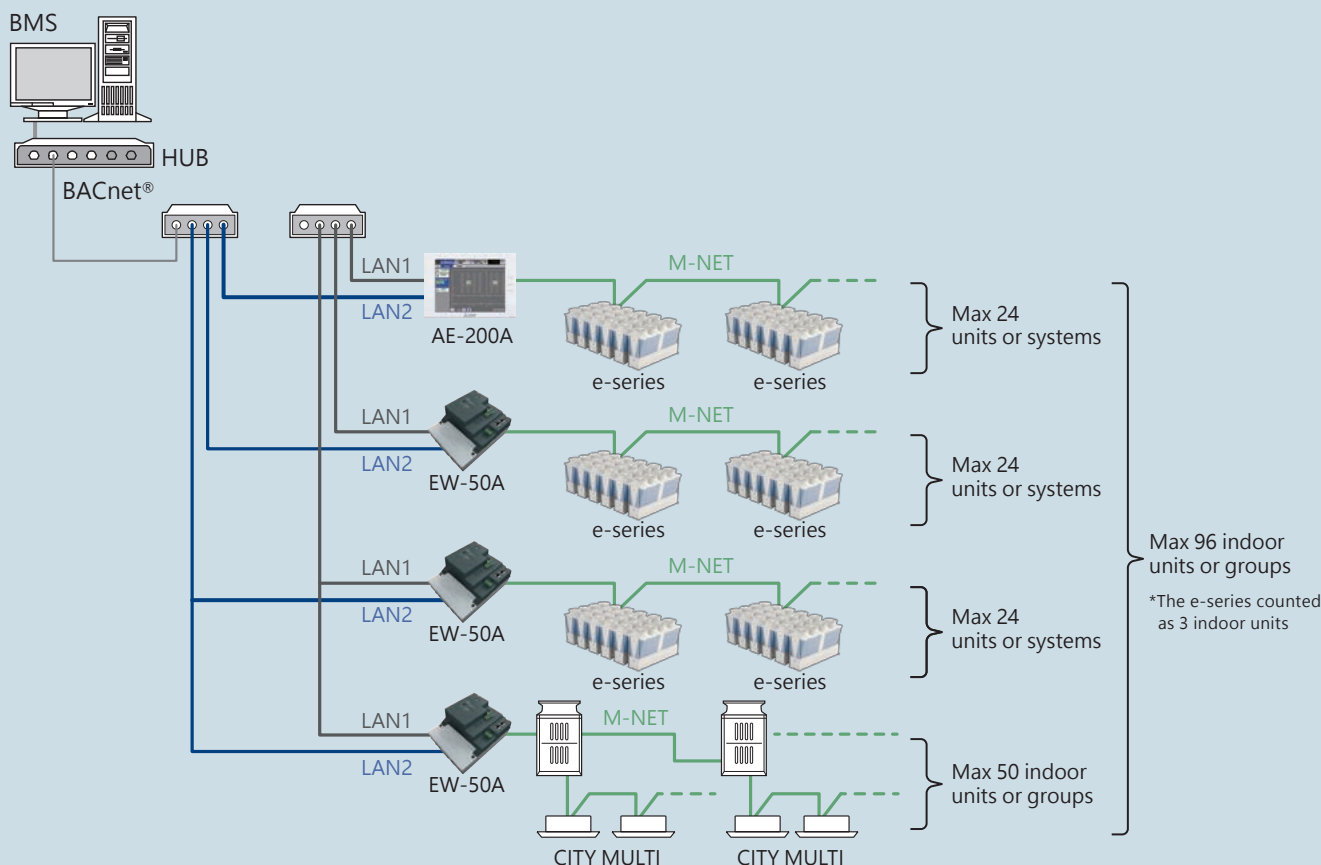 BMS
HUB
BACnet®
LAN1
M-NET
LAN2
AE-200A
e-series
e-series
Max 24
units or systems
LAN1
M-NET
LAN2
EW-50A
e-series
e-series
Max 24
units or systems
LAN1
M-NET
LAN2
EW-50A
e-series
e-series
Max 24
units or systems
LAN1
M-NET
LAN2
EW-50A
CITY MULTI
CITY MULTI
Max 50 indoor
units or groups
Max 96 indoor
units or groups
*The e-series counted
as 3 indoor units